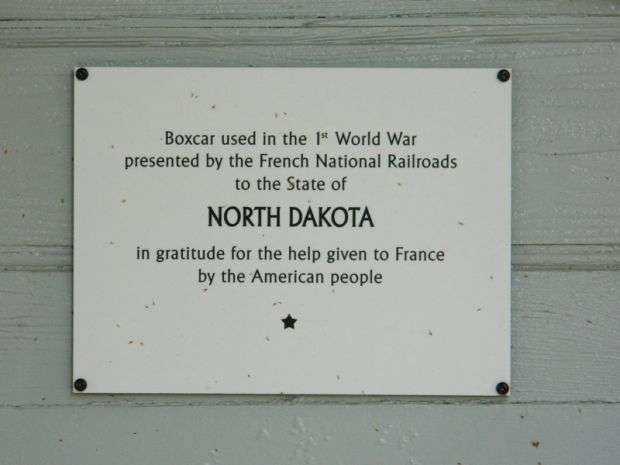 Boxcar used in the 1st World War
presented by the French National Railroads
to the State of
NORTH DAKOTA
in gratitude for the help given to France
by the American people